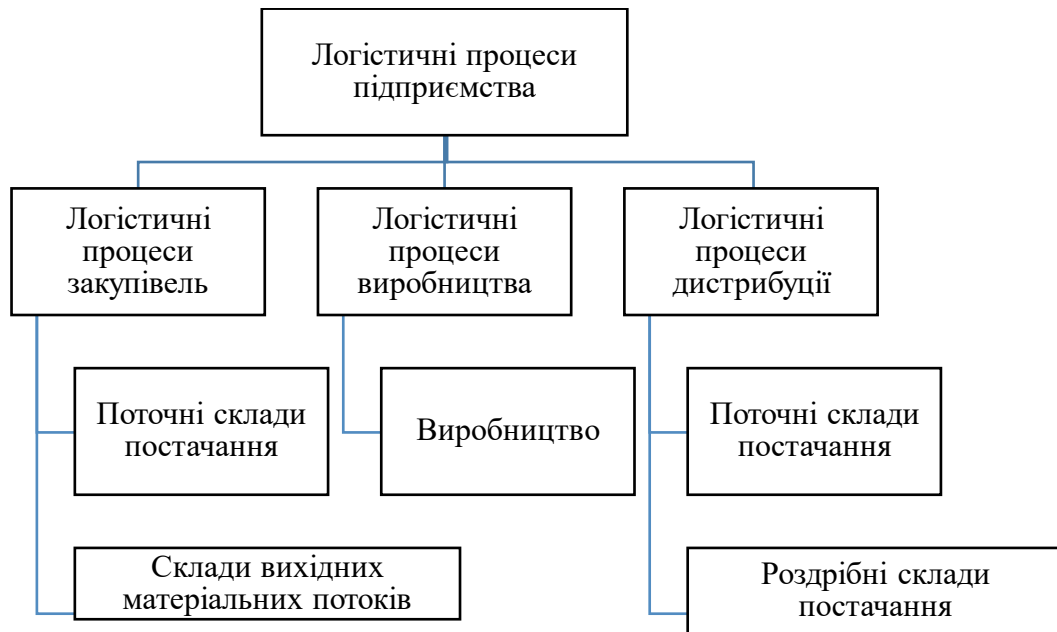 Логістичні процеси
підприємства
Логістичні
процеси
закупівель
Логістичні
процеси
виробництва
Логістичні
процеси
дистрибуції
Поточні склади
постачання
Виробництво
Поточні склади
постачання
Склади вихідних
матеріальних потоків
Роздрібні склади
постачання